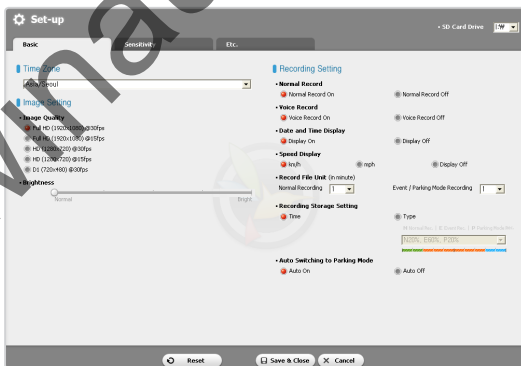 Set-up
SD Card Drive
Basic
Sensitivity
Etc.
Time Zone
Asia/Seoul
Image Setting
• Image Quality
Full HD (1920x1080) @30fps
Full HD (1920x1080) @15fps
HD (1280x720) @30fps
HD (1280x720) @15fps
D1 (720x480) @30fps
• Brightness
Normal
Bright
Recording Setting
• Normal Record
Normal Record On
Normal Record Off
• Voice Record
Voice Record On
Voice Record Off
• Date and Time Display
Display On
Display Off
• Speed Display
km/h
mph
Display Off
• Record File Unit (in minute)
Normal Recording
Event / Parking Mode Recording
• Recording Storage Setting
Time
Type
N20%, E60%, P20%
• Auto Switching to Parking Mode
Auto On
Auto Off
Reset
Save & Close
Cancel